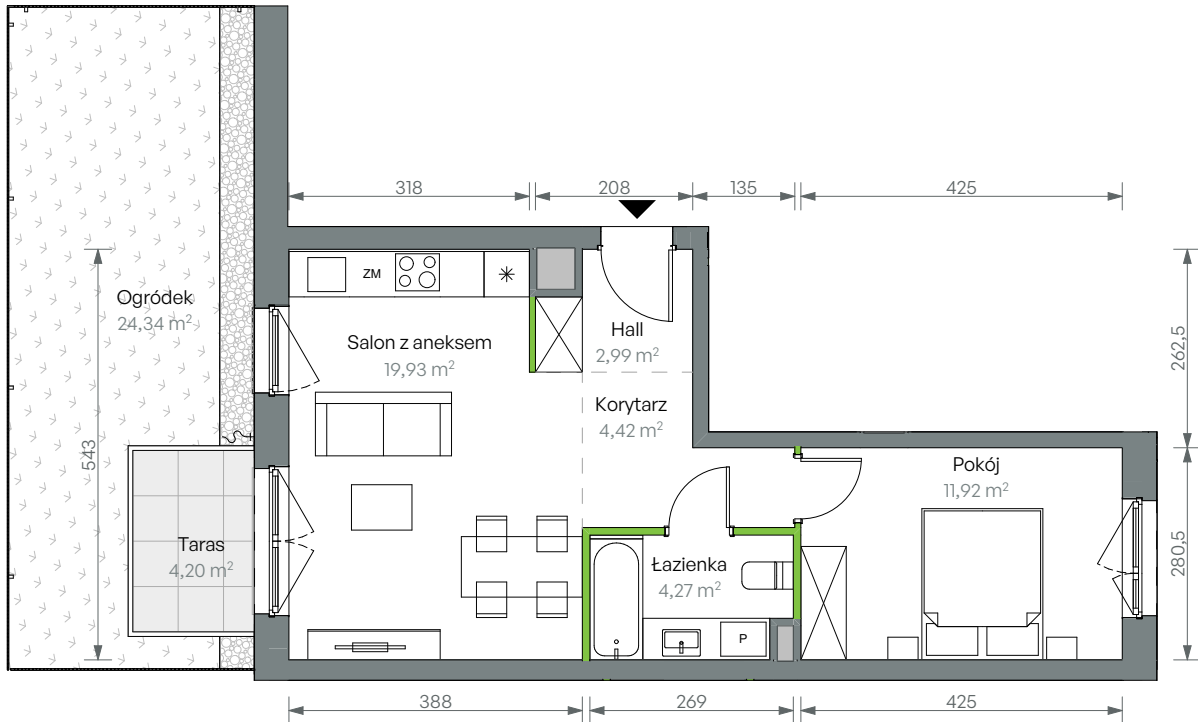 318
208
135
425
ZM
Ogródek
24,34 m²
Salon z aneksem
19,93 m²
Hall
2,99 m²
262,5
Korytarz
4,42 m²
543
Pokój
11,92 m²
Taras
4,20 m²
Łazienka
4,27 m²
280,5
P
388
269
425